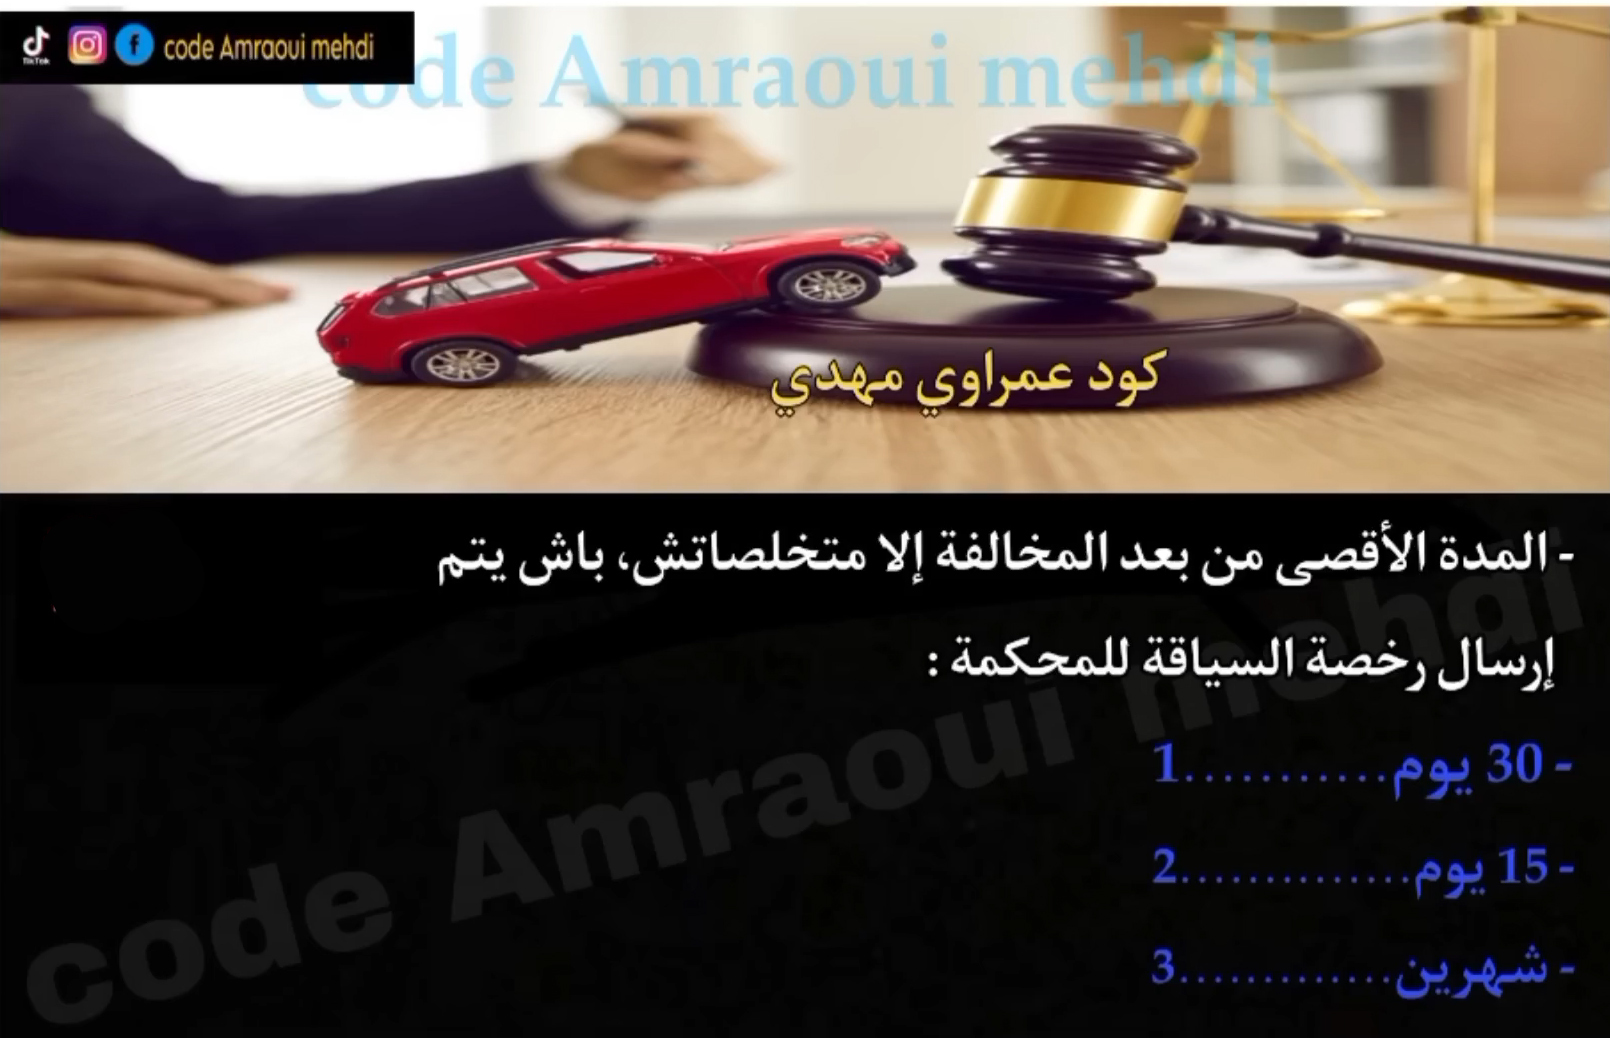 TikTok
code Amraoui mehdi
code Amraoui mehdi
كود عمراوي مهدي
- المدة الأقصى من بعد المخالفة إلا متخلصاتش، باش يتم
إرسال رخصة السياقة للمحكمة :
- 30 يوم...........1
- 15 يوم..............2
- شهرين.............3
code Amraoui mehdi